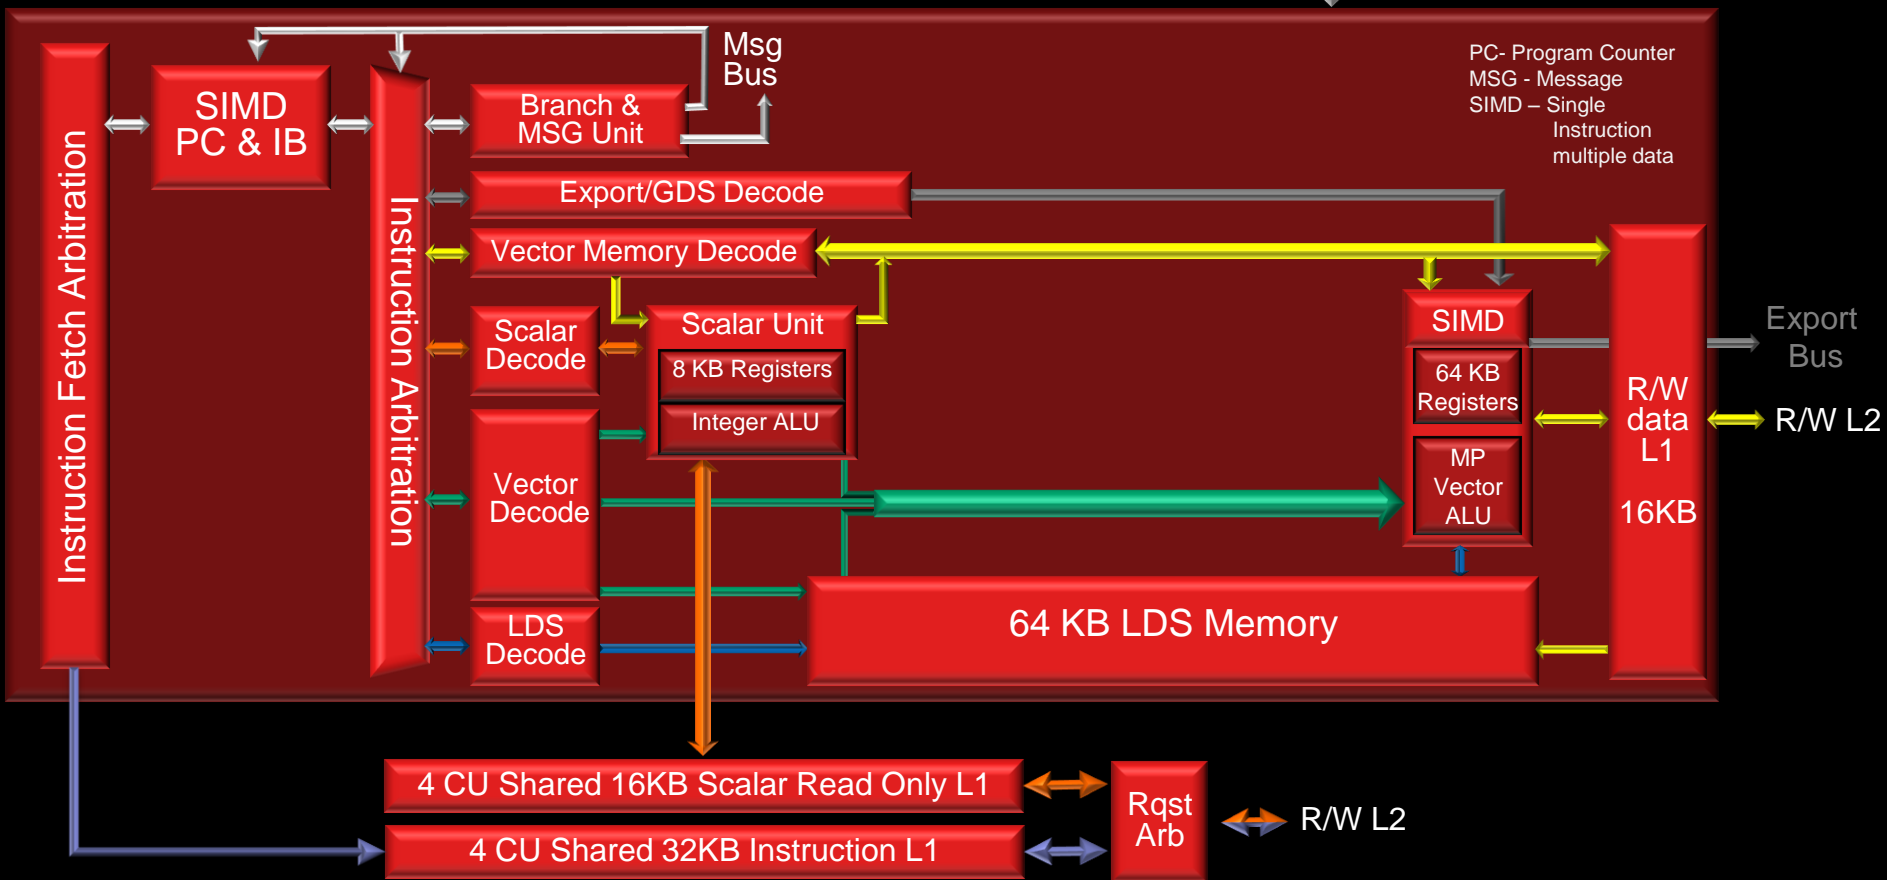 Msg
Bus
PC- Program Counter
MSG - Message
SIMD – Single
Instruction
multiple data
Instruction Fetch Arbitration
SIMD
PC & IB
Instruction Arbitration
Branch &
MSG Unit
Export/GDS Decode
Vector Memory Decode
Scalar
Decode
Scalar Unit
8 KB Registers
Integer ALU
Vector
Decode
LDS
Decode
64 KB LDS Memory
SIMD
64 KB
Registers
MP
Vector
ALU
R/W
data
L1
16KB
Export
Bus
R/W L2
4 CU Shared 16KB Scalar Read Only L1
4 CU Shared 32KB Instruction L1
Rqst
Arb
R/W L2